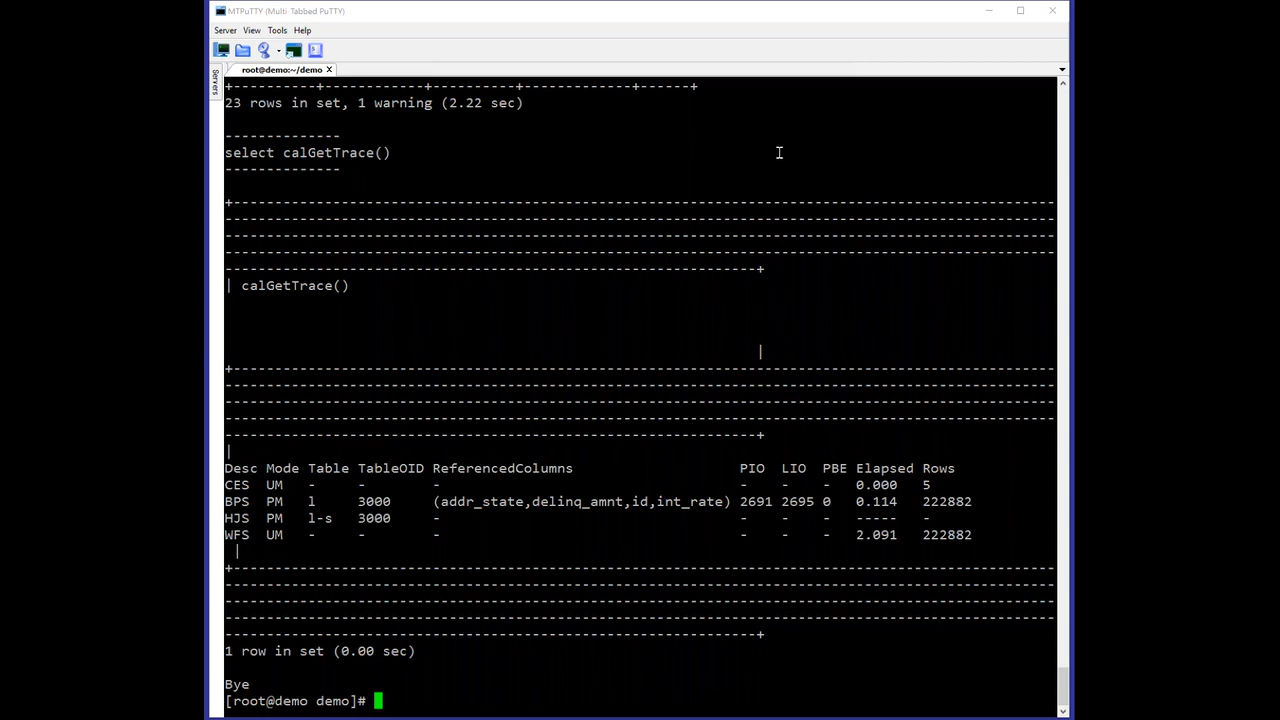 MTPuTTY (Multi-Tabbed PuTTY)
Server View Tools Help
root@demo:~/demo X
Servers
+----------+------------+----------+-------------+------+
23 rows in set, 1 warning (2.22 sec)
--------------
select calGetTrace()
--------------
+----------------------------------------------------------------------------------------------------
-----------------------------------------------------------------------------------------------------
-----------------------------------------------------------------------------------------------------
-----------------------------------------------------------------------------------------------------
-----------------------------------------------------------------+
| calGetTrace()
|
+----------------------------------------------------------------------------------------------------
-----------------------------------------------------------------------------------------------------
-----------------------------------------------------------------------------------------------------
-----------------------------------------------------------------------------------------------------
-----------------------------------------------------------------+
|
Desc Mode Table TableOID ReferencedColumns PIO LIO PBE Elapsed Rows
CES UM - - - - - - 0.000 5
BPS PM l 3000 (addr_state,delinq_amnt,id,int_rate) 2691 2695 0 0.114 222882
HJS PM l-s 3000 - - - - ----- -
WFS UM - - - - - - 2.091 222882
|
+----------------------------------------------------------------------------------------------------
-----------------------------------------------------------------------------------------------------
-----------------------------------------------------------------------------------------------------
-----------------------------------------------------------------------------------------------------
-----------------------------------------------------------------+
1 row in set (0.00 sec)
Bye
[root@demo demo]#